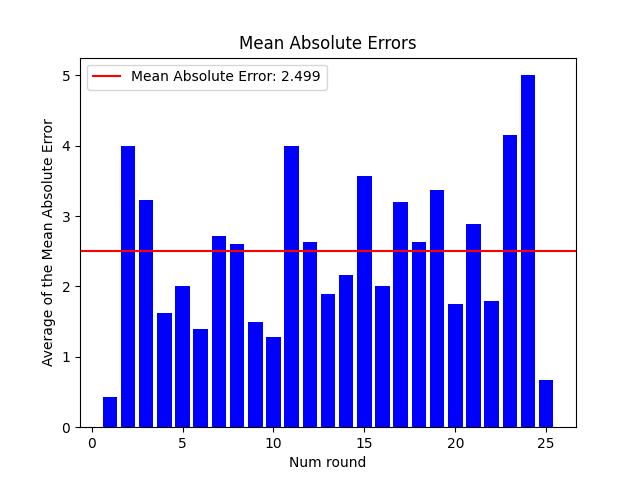 Mean Absolute Errors
Mean Absolute Error: 2.499
Average of the Mean Absolute Error
5
4
3
2
1
0
0 5 10 15 20 25
Num round